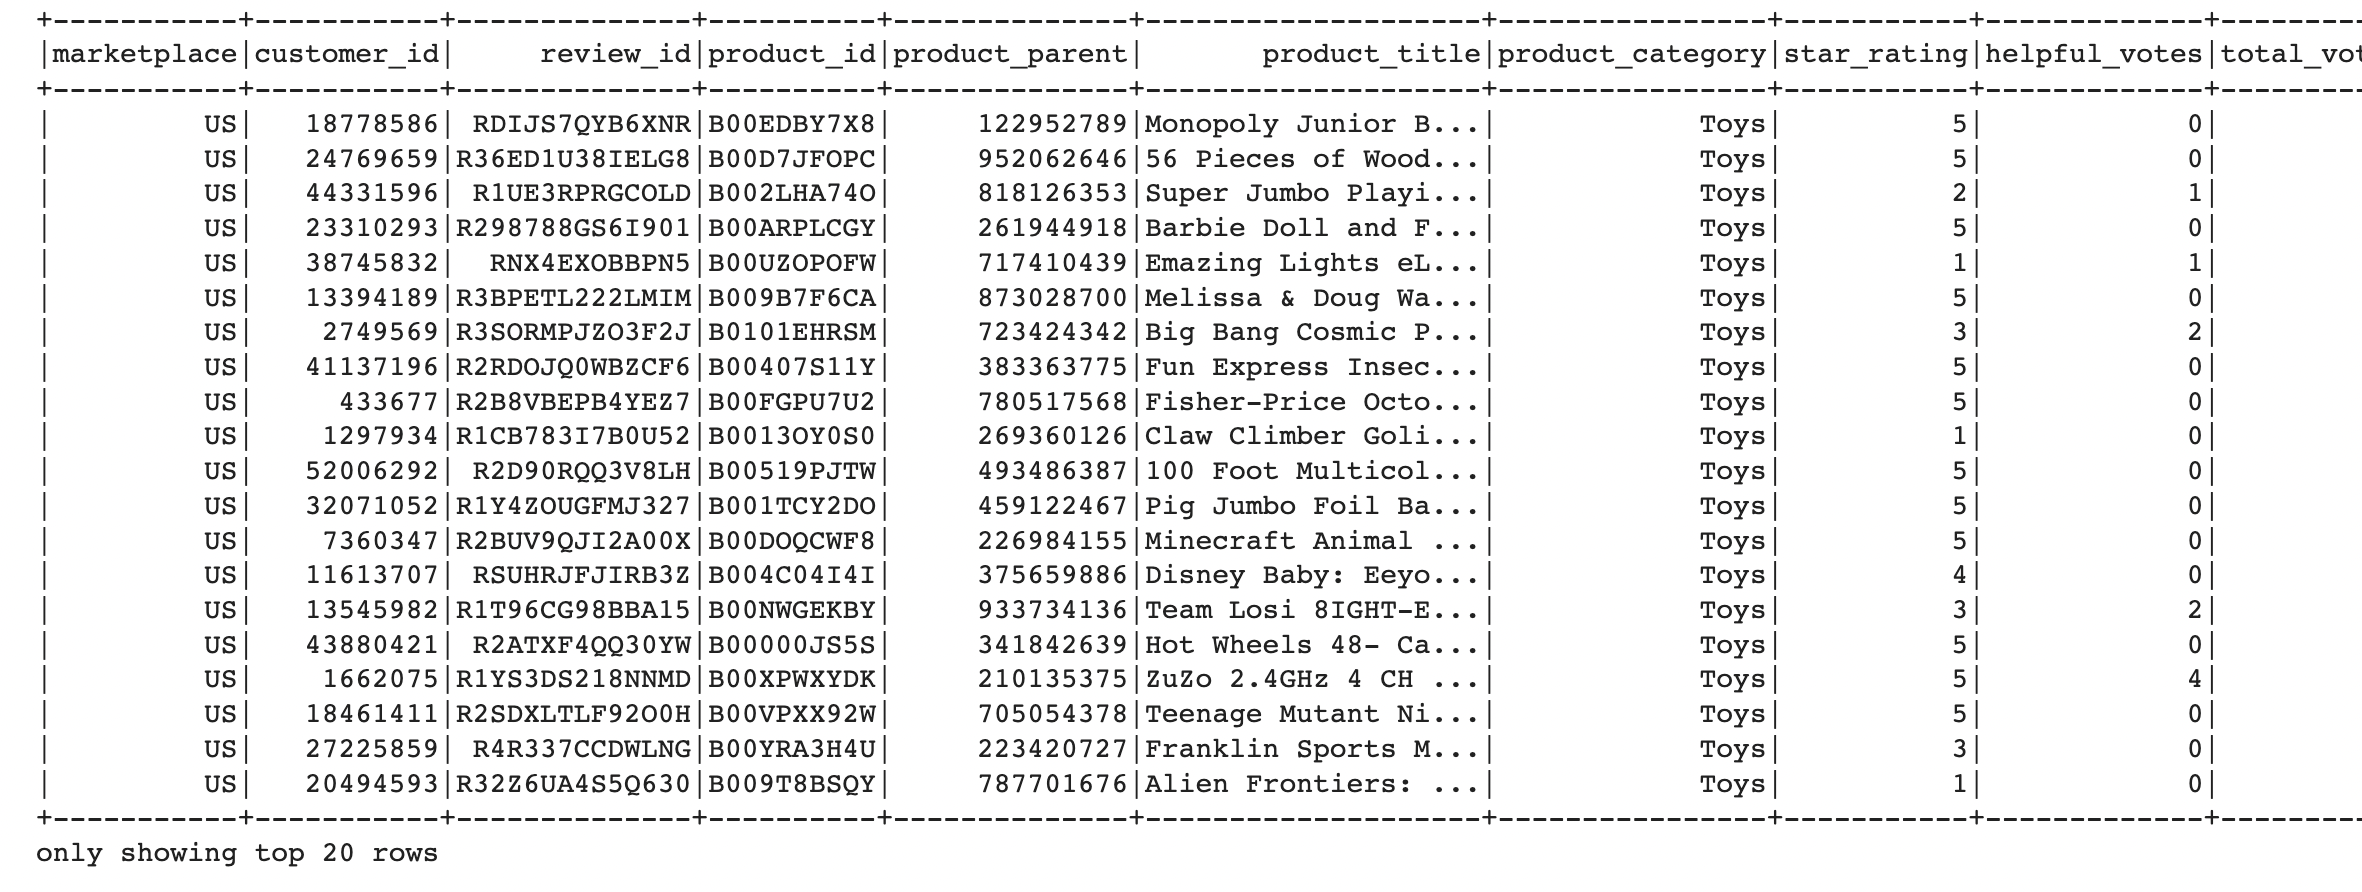 +-----------+-----------+--------------+----------+--------------+--------------------+----------------+-----------+-------------+---------
|marketplace|customer_id|     review_id|product_id|product_parent|       product_title|product_category|star_rating|helpful_votes|total_vot
+-----------+-----------+--------------+----------+--------------+--------------------+----------------+-----------+-------------+---------
|         US|   18778586| RDIJS7QYB6XNR|B00EDBY7X8|     122952789|Monopoly Junior B...|            Toys|          5|            0|
|         US|   24769659|R36ED1U38IELG8|B00D7JFOPC|     952062646|56 Pieces of Wood...|            Toys|          5|            0|
|         US|   44331596| R1UE3RPRGCOLD|B002LHA74O|     818126353|Super Jumbo Playi...|            Toys|          2|            1|
|         US|   23310293|R298788GS6I901|B00ARPLCGY|     261944918|Barbie Doll and F...|            Toys|          5|            0|
|         US|   38745832| RNX4EXOBBPN5|B00UZOPOFW|     717410439|Emazing Lights eL...|            Toys|          1|            1|
|         US|   13394189|R3BPETL222LMIM|B009B7F6CA|     873028700|Melissa & Doug Wa...|            Toys|          5|            0|
|         US|    2749569|R3SORMPJZO3F2J|B0101EHRSM|     723424342|Big Bang Cosmic P...|            Toys|          3|            2|
|         US|   41137196|R2RDOJQ0WBZCF6|B00407S11Y|     383363775|Fun Express Insec...|            Toys|          5|            0|
|         US|     433677|R2B8VBEPB4YEZ7|B00FGPU7U2|     780517568|Fisher-Price Octo...|            Toys|          5|            0|
|         US|    1297934|R1CB783I7B0U52|B0013OY0S0|     269360126|Claw Climber Goli...|            Toys|          1|            0|
|         US|   52006292| R2D90RQQ3V8LH|B00519PJTW|     493486387|100 Foot Multicol...|            Toys|          5|            0|
|         US|   32071052|R1Y4ZOUGFMJ327|B001TCY2DO|     459122467|Pig Jumbo Foil Ba...|            Toys|          5|            0|
|         US|    7360347|R2BUV9QJI2A00X|B00DOQCWF8|     226984155|Minecraft Animal ...|            Toys|          5|            0|
|         US|   11613707| RSUHRJFJIRB3Z|B004C04I4I|     375659886|Disney Baby: Eeyo...|            Toys|          4|            0|
|         US|   13545982|R1T96CG98BBA15|B00NWGEKBY|     933734136|Team Losi 8IGHT-E...|            Toys|          3|            2|
|         US|   43880421| R2ATXF4QQ30YW|B00000JS5S|     341842639|Hot Wheels 48- Ca...|            Toys|          5|            0|
|         US|    1662075|R1YS3DS218NNMD|B00XPWXYDK|     210135375|ZuZo 2.4GHz 4 CH ...|            Toys|          5|            4|
|         US|   18461411|R2SDXLTLF92O0H|B00VPXX92W|     705054378|Teenage Mutant Ni...|            Toys|          5|            0|
|         US|   27225859| R4R337CCDWLNG|B00YRA3H4U|     223420727|Franklin Sports M...|            Toys|          3|            0|
|         US|   20494593|R32Z6UA4S5Q630|B009T8BSQY|     787701676|Alien Frontiers: ...|            Toys|          1|            0|
+-----------+-----------+--------------+----------+--------------+--------------------+----------------+-----------+-------------+---------
only showing top 20 rows